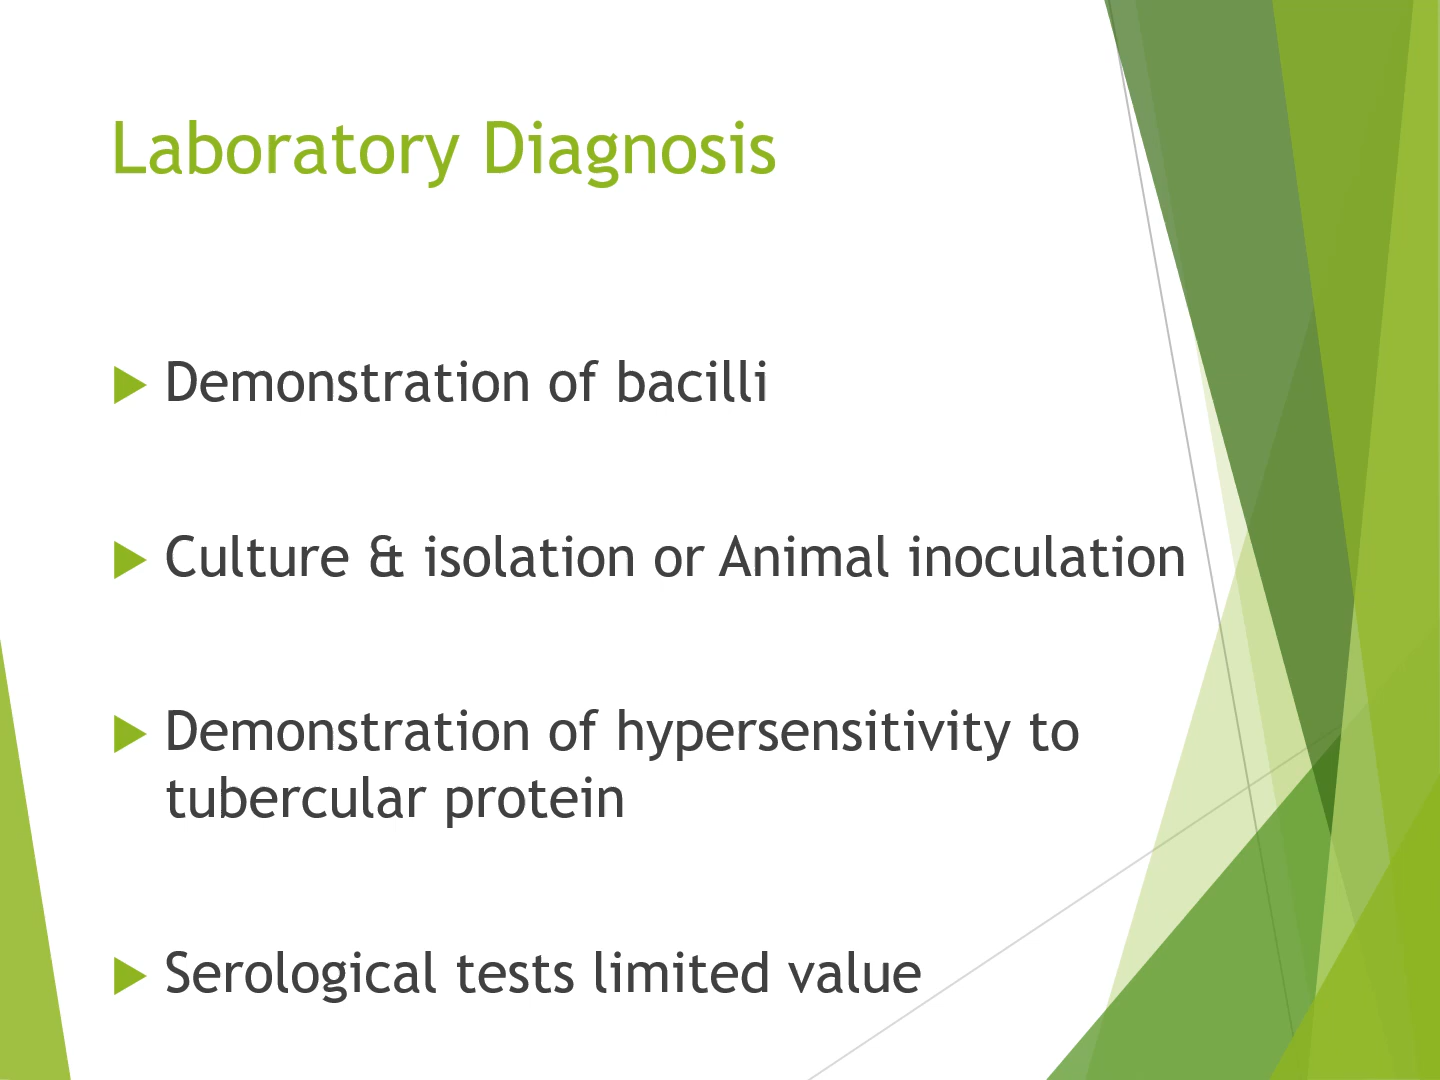 Laboratory Diagnosis
Demonstration of bacilli
Culture & isolation or Animal inoculation
Demonstration of hypersensitivity to
tubercular protein
Serological tests limited value